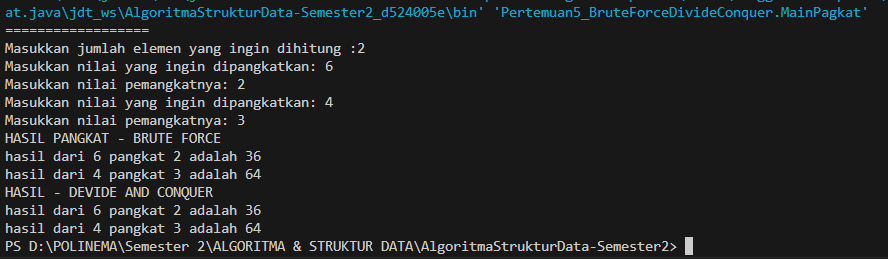 at.java\jdt_ws\AlgoritmaStrukturData-Semester2_d524005e\bin' 'Pertemuan5_BruteForceDivideConquer.MainPagkat'
==================
Masukkan jumlah elemen yang ingin dihitung :2
Masukkan nilai yang ingin dipangkatkan: 6
Masukkan nilai pemangkatnya: 2
Masukkan nilai yang ingin dipangkatkan: 4
Masukkan nilai pemangkatnya: 3
HASIL PANGKAT - BRUTE FORCE
hasil dari 6 pangkat 2 adalah 36
hasil dari 4 pangkat 3 adalah 64
HASIL - DEVIDE AND CONQUER
hasil dari 6 pangkat 2 adalah 36
hasil dari 4 pangkat 3 adalah 64
PS D:\POLINEMA\Semester 2\ALGORITMA & STRUKTUR DATA\AlgoritmaStrukturData-Semester2>